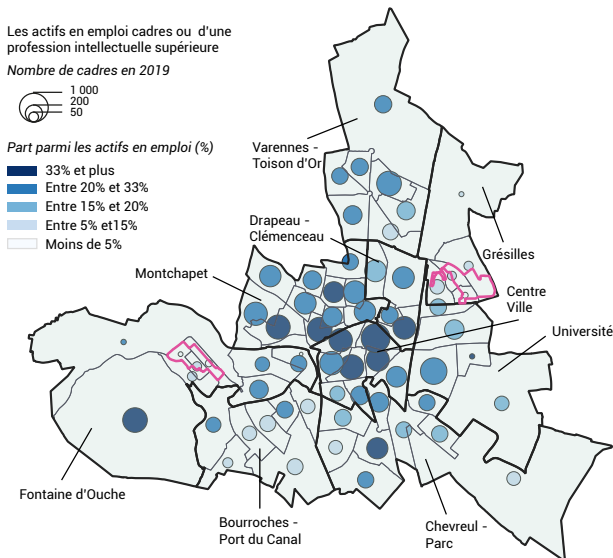 Les actifs en emploi cadres ou d'une
profession intellectuelle supérieure
Nombre de cadres en 2019
1 000
200
50
Part parmi les actifs en emploi (%)
33% et plus
Entre 20% et 33%
Entre 15% et 20%
Entre 5% et15%
Moins de 5%
Varennes -
Toison d'Or
Drapeau -
Clémenceau
Grésilles
Montchapet
Centre
Ville
Université
Fontaine d'Ouche
Bourroches -
Port du Canal
Chevreul -
Parc